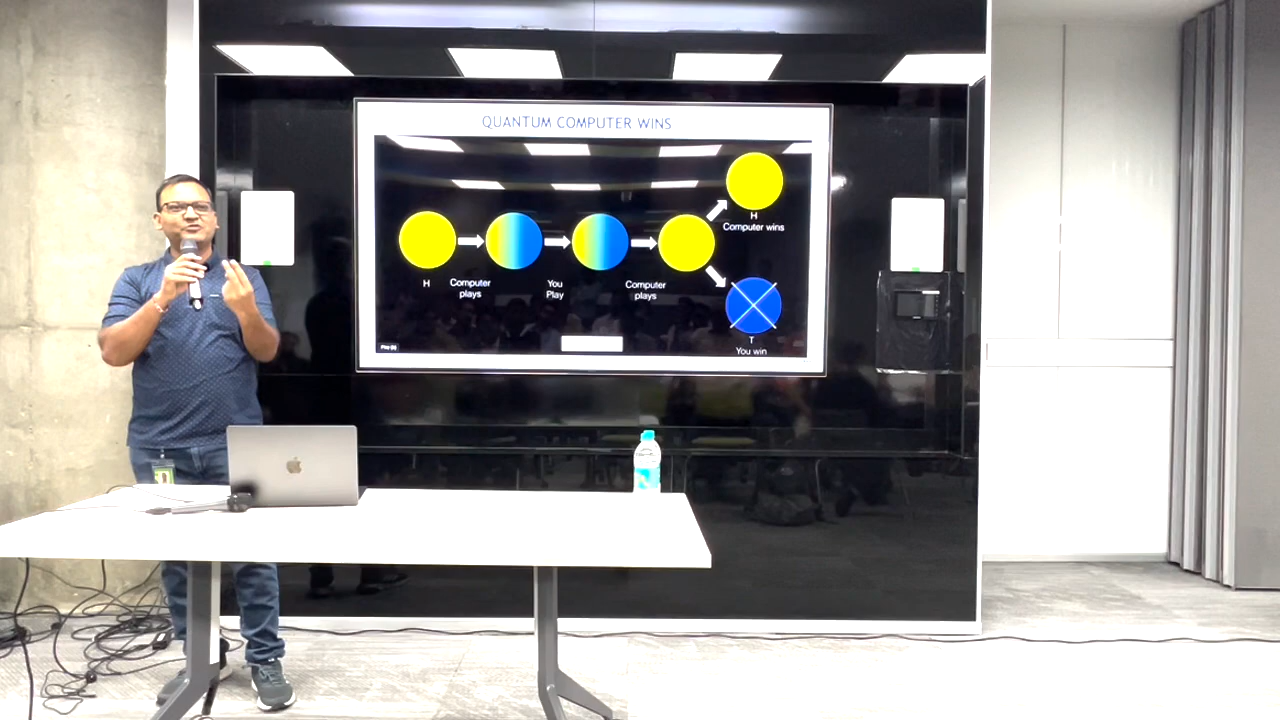 QUANTUM COMPUTER WINS
H
Computer wins
H
Computer
plays
You
Play
Computer
plays
T
You win